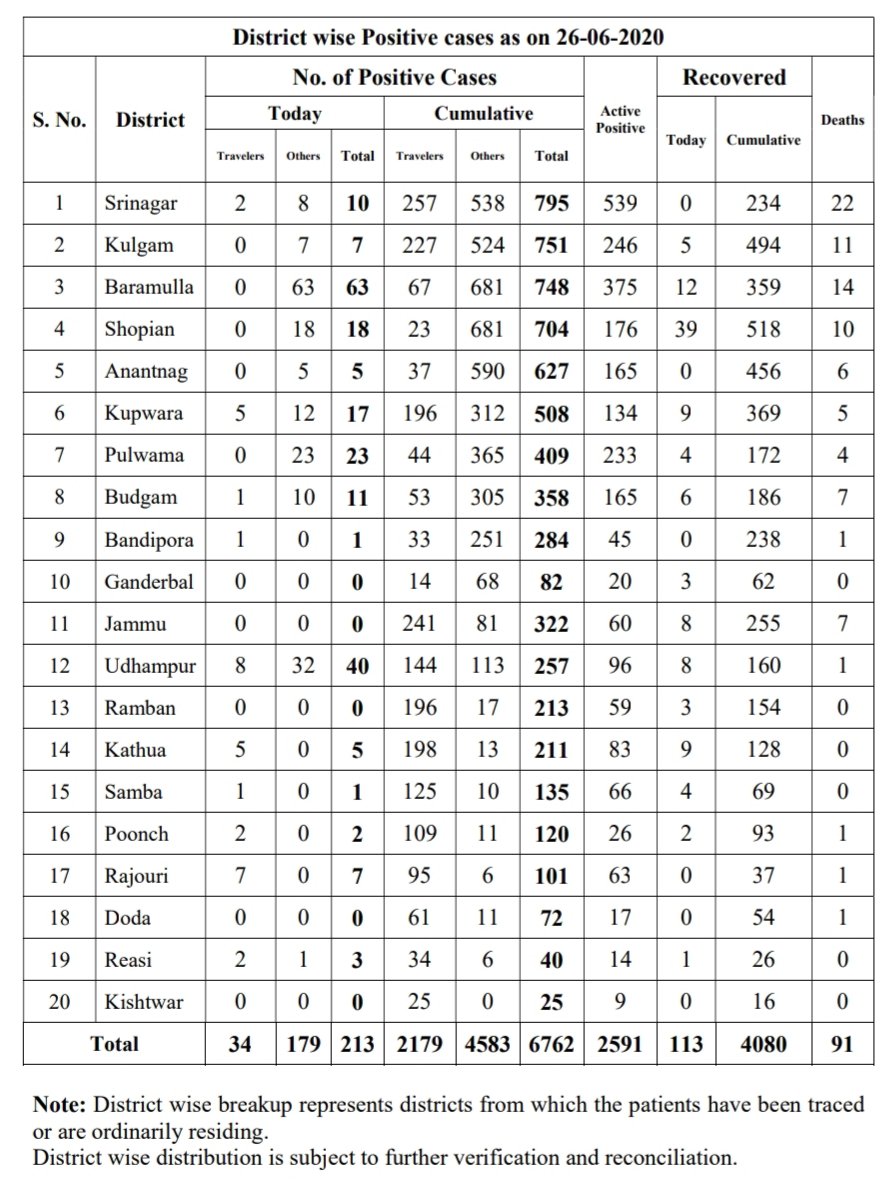 District wise Positive cases as on 26-06-2020
S. No. District No. of Positive Cases Active Positive Recovered Deaths
Today Cumulative Today Cumulative
Travelers Others Total Travelers Others Total
1 Srinagar 2 8 10 257 538 795 539 0 234 22
2 Kulgam 0 7 7 227 524 751 246 5 494 11
3 Baramulla 0 63 63 67 681 748 375 12 359 14
4 Shopian 0 18 18 23 681 704 176 39 518 10
5 Anantnag 0 5 5 37 590 627 165 0 456 6
6 Kupwara 5 12 17 196 312 508 134 9 369 5
7 Pulwama 0 23 23 44 365 409 233 4 172 4
8 Budgam 1 10 11 53 305 358 165 6 186 7
9 Bandipora 1 0 1 33 251 284 45 0 238 1
10 Ganderbal 0 0 0 14 68 82 20 3 62 0
11 Jammu 0 0 0 241 81 322 60 8 255 7
12 Udhampur 8 32 40 144 113 257 96 8 160 1
13 Ramban 0 0 0 196 17 213 59 3 154 0
14 Kathua 5 0 5 198 13 211 83 9 128 0
15 Samba 1 0 1 125 10 135 66 4 69 0
16 Poonch 2 0 2 109 11 120 26 2 93 1
17 Rajouri 7 0 7 95 6 101 63 0 37 1
18 Doda 0 0 0 61 11 72 17 0 54 1
19 Reasi 2 1 3 34 6 40 14 1 26 0
20 Kishtwar 0 0 0 25 0 25 9 0 16 0
Total 34 179 213 2179 4583 6762 2591 113 4080 91
Note: District wise breakup represents districts from which the patients have been traced
or are ordinarily residing.
District wise distribution is subject to further verification and reconciliation.